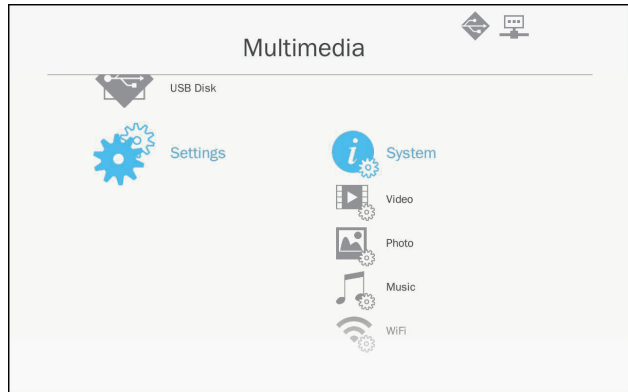 Multimedia
USB Disk
Settings
System
Video
Photo
Music
WiFi